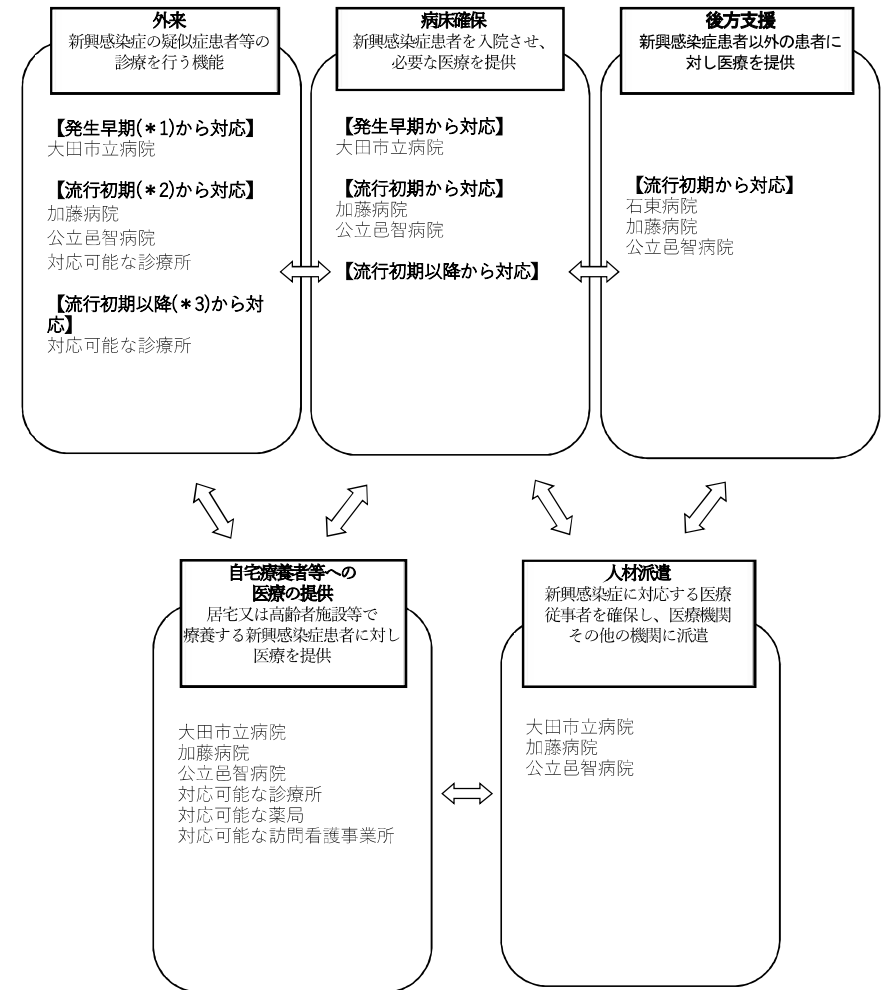 外来
新興感染症の疑似症患者等の
診療を行う機能
【発生早期(＊1)から対応】
大田市立病院
【流行初期(＊2)から対応】
加藤病院
公立邑智病院
対応可能な診療所
【流行初期以降(＊3)から対
応】
対応可能な診療所
病床確保
新興感染症患者を入院させ、
必要な医療を提供
【発生早期から対応】
大田市立病院
【流行初期から対応】
加藤病院
公立邑智病院
【流行初期以降から対応】
後方支援
新興感染症患者以外の患者に
対し医療を提供
【流行初期から対応】
石東病院
加藤病院
公立邑智病院
自宅療養者等への
医療の提供
居宅又は高齢者施設等で
療養する新興感染症患者に対し
医療を提供
大田市立病院
加藤病院
公立邑智病院
対応可能な診療所
対応可能な薬局
対応可能な訪問看護事業所
人材派遣
新興感染症に対応する医療
従事者を確保し、医療機関
その他の機関に派遣
大田市立病院
加藤病院
公立邑智病院